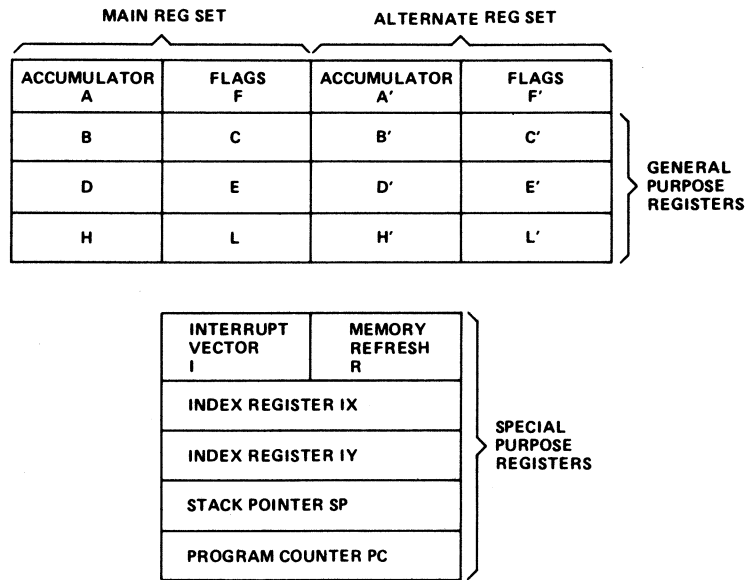 MAIN REG SET
ALTERNATE REG SET
ACCUMULATOR
A
FLAGS
F
ACCUMULATOR
A′
FLAGS
F′
B
C
B′
C′
D
E
D′
E′
H
L
H′
L′
GENERAL
PURPOSE
REGISTERS
INTERRUPT
VECTOR
I
MEMORY
REFRESH
R
INDEX REGISTER IX
INDEX REGISTER IY
STACK POINTER SP
PROGRAM COUNTER PC
SPECIAL
PURPOSE
REGISTERS